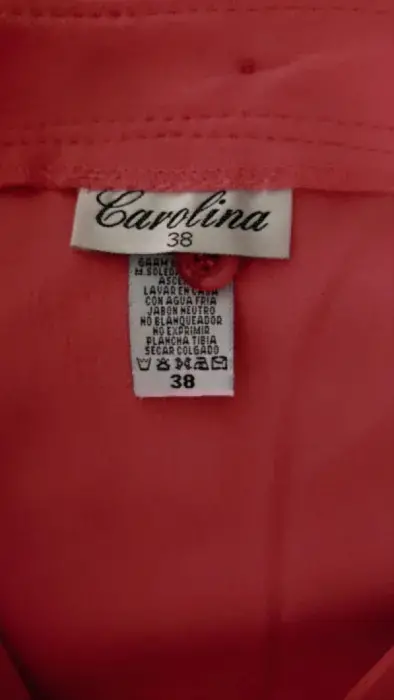 Carolina
38
M. SOLED
LAVAR EN CASA
CON AGUA FRIA
JABON NEUTRO
NO BLANQUEADOR
NO EXPRIMIR
PLANCHA TIBIA
SECAR COLGADO
38